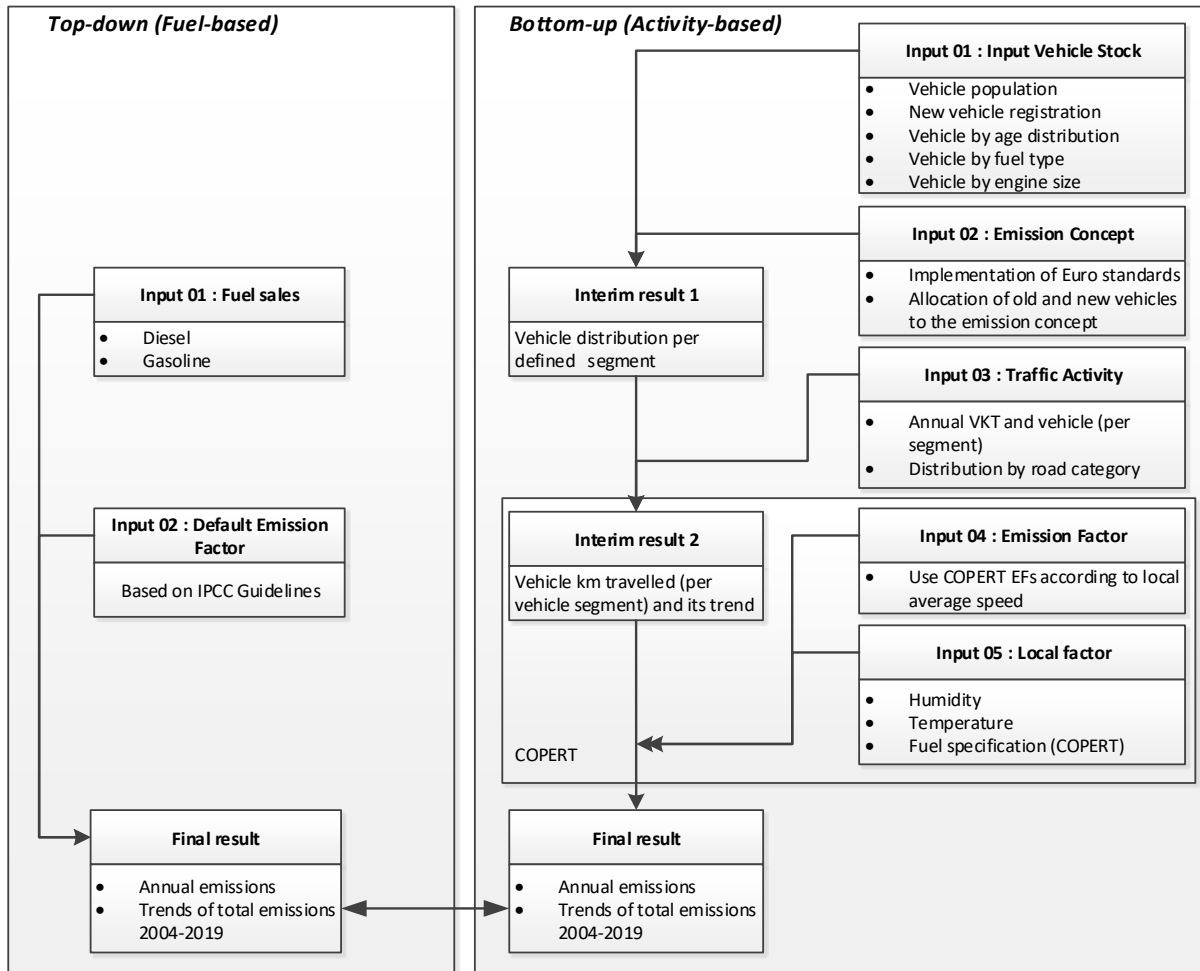 Top-down (Fuel-based)
Input 01 : Fuel sales
• Diesel
• Gasoline
Input 02 : Default Emission
Factor
Based on IPCC Guidelines
Final result
• Annual emissions
• Trends of total emissions
2004-2019
Bottom-up (Activity-based)
Input 01 : Input Vehicle Stock
• Vehicle population
• New vehicle registration
• Vehicle by age distribution
• Vehicle by fuel type
• Vehicle by engine size
Input 02 : Emission Concept
• Implementation of Euro standards
• Allocation of old and new vehicles
to the emission concept
Interim result 1
Vehicle distribution per
defined segment
Input 03 : Traffic Activity
• Annual VKT and vehicle (per
segment)
• Distribution by road category
Interim result 2
Vehicle km travelled (per
vehicle segment) and its trend
Input 04 : Emission Factor
• Use COPERT EFs according to local
average speed
Input 05 : Local factor
• Humidity
• Temperature
• Fuel specification (COPERT)
COPERT
Final result
• Annual emissions
• Trends of total emissions
2004-2019